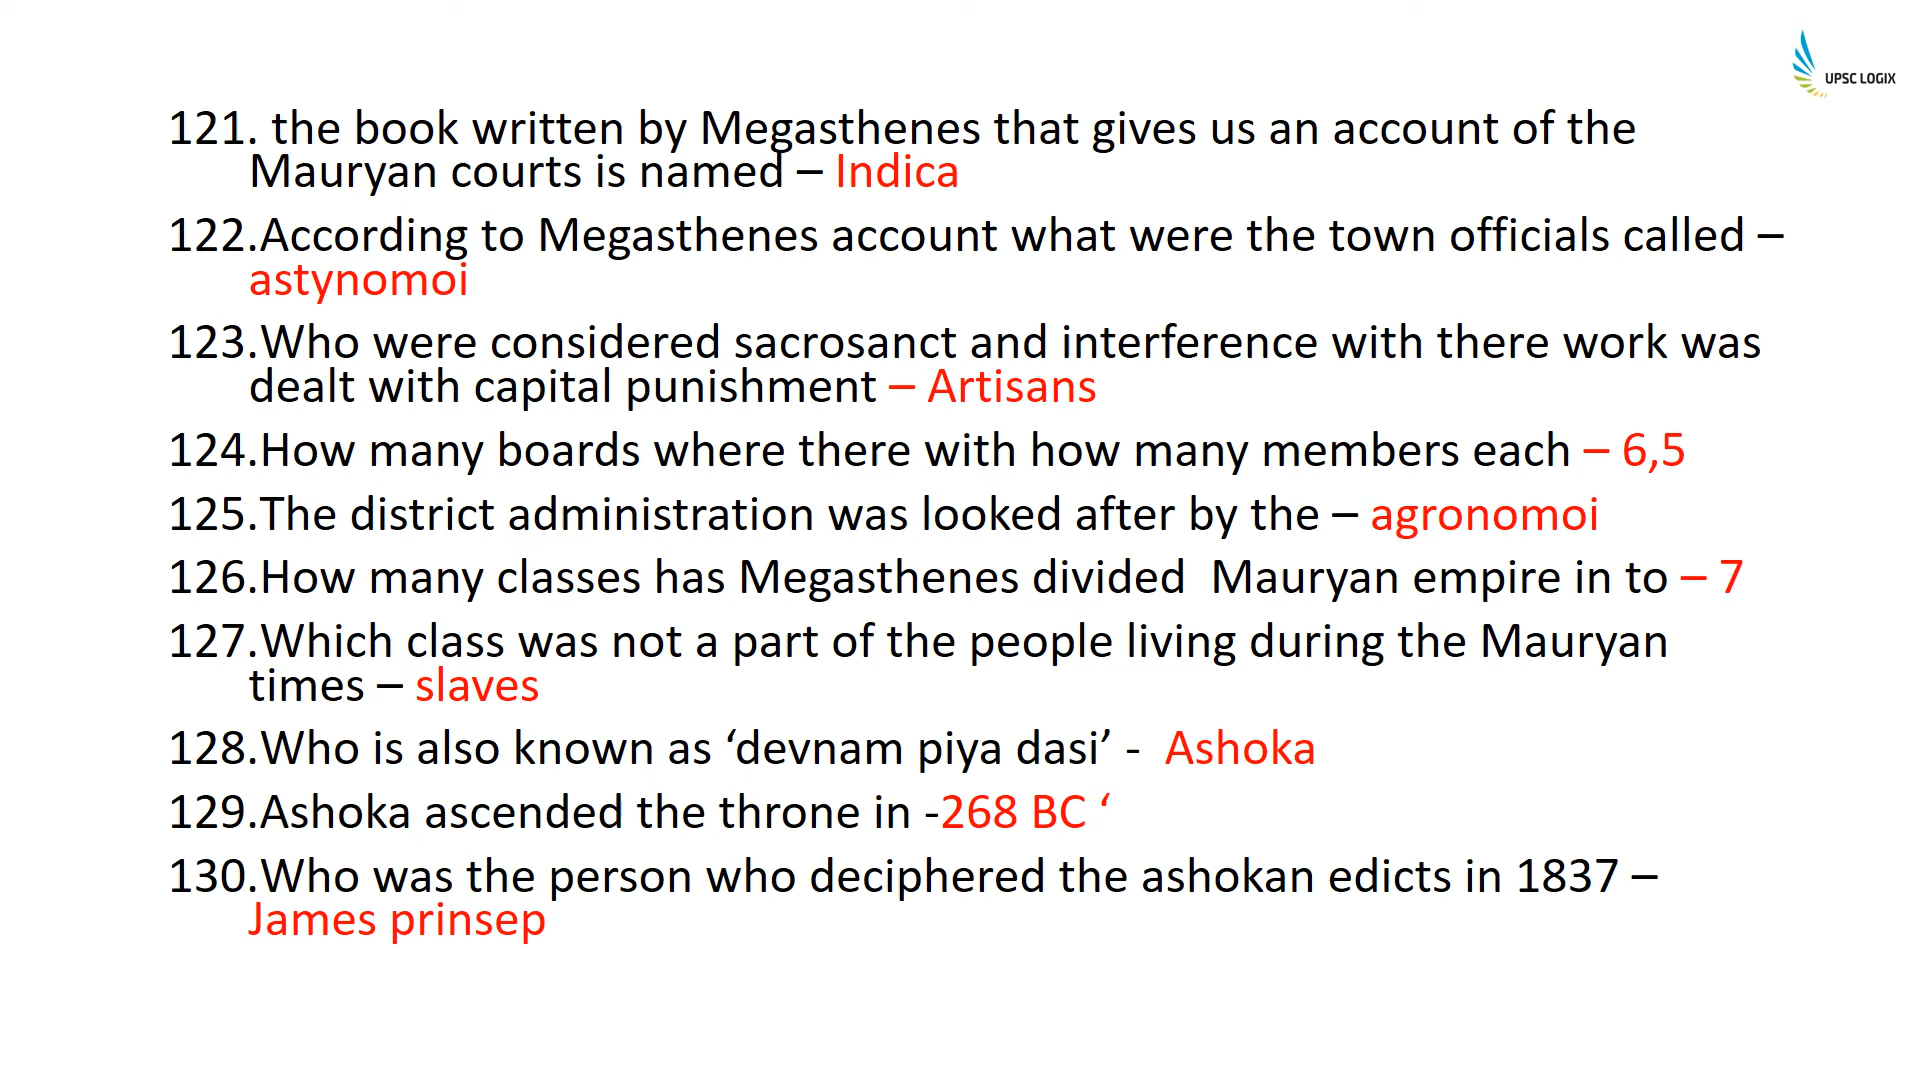 UPSC LOGIX
121. the book written by Megasthenes that gives us an account of the
Mauryan courts is named – Indica
122.According to Megasthenes account what were the town officials called –
astynomoi
123.Who were considered sacrosanct and interference with there work was
dealt with capital punishment – Artisans
124.How many boards where there with how many members each – 6,5
125.The district administration was looked after by the – agronomoi
126.How many classes has Megasthenes divided  Mauryan empire in to – 7
127.Which class was not a part of the people living during the Mauryan
times – slaves
128.Who is also known as ‘devnam piya dasi’ -  Ashoka
129.Ashoka ascended the throne in -268 BC ‘
130.Who was the person who deciphered the ashokan edicts in 1837 –
James prinsep